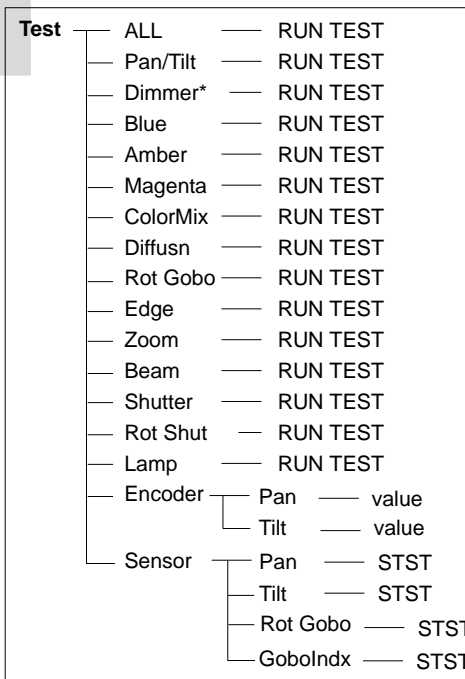 Test ALL RUN TEST
Pan/Tilt RUN TEST
Dimmer* RUN TEST
Blue RUN TEST
Amber RUN TEST
Magenta RUN TEST
ColorMix RUN TEST
Diffusn RUN TEST
Rot Gobo RUN TEST
Edge RUN TEST
Zoom RUN TEST
Beam RUN TEST
Shutter RUN TEST
Rot Shut RUN TEST
Lamp RUN TEST
Encoder Pan value
Tilt value
Sensor Pan STST
Tilt STST
Rot Gobo STST
GoboIndx STST